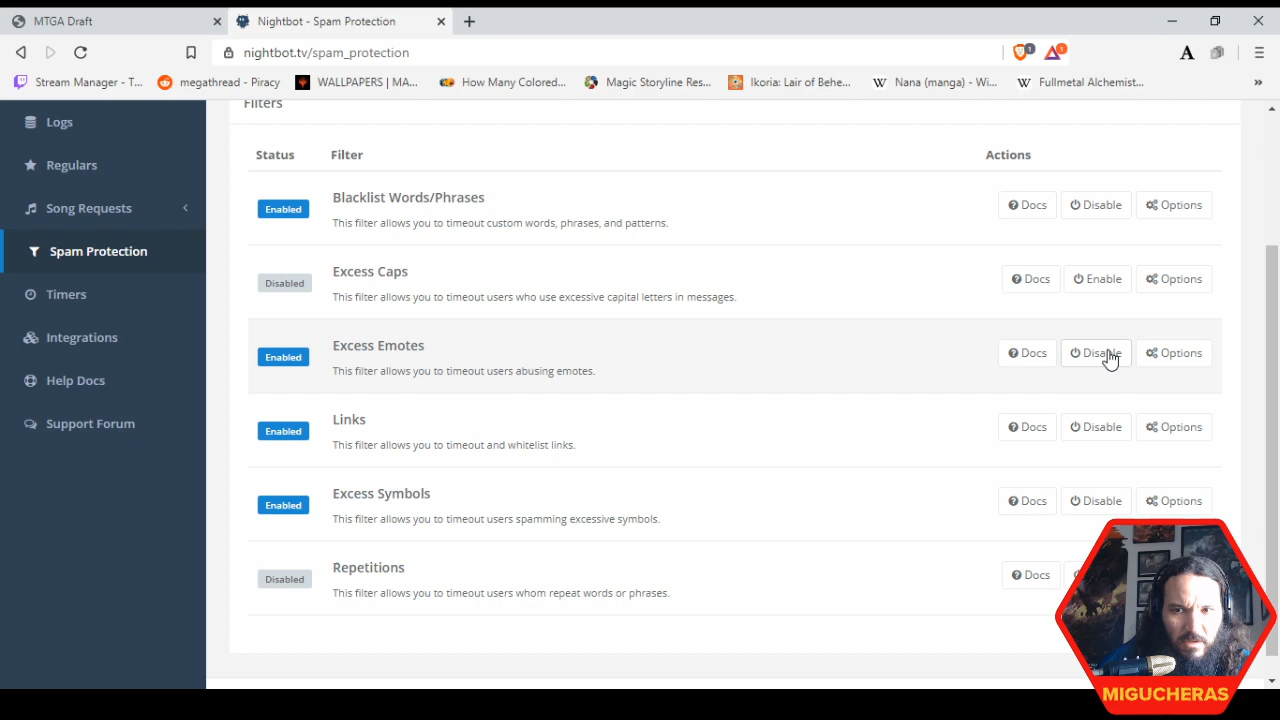 MTGA Draft
Nightbot - Spam Protection
nightbot.tv/spam_protection
1
1
A
Stream Manager - T...
megathread - Piracy
WALLPAPERS | MA...
How Many Colored...
Magic Storyline Res...
Ikoria: Lair of Behe...
W Nana (manga) - Wi...
W Fullmetal Alchemist...
»
Logs
Regulars
Song Requests
Spam Protection
Timers
Integrations
Help Docs
Support Forum
Filters
Status Filter Actions
Enabled Blacklist Words/Phrases Docs Disable Options
This filter allows you to timeout custom words, phrases, and patterns.
Disabled Excess Caps Docs Enable Options
This filter allows you to timeout users who use excessive capital letters in messages.
Enabled Excess Emotes Docs Disable Options
This filter allows you to timeout users abusing emotes.
Enabled Links Docs Disable Options
This filter allows you to timeout and whitelist links.
Enabled Excess Symbols Docs Disable Options
This filter allows you to timeout users spamming excessive symbols.
Disabled Repetitions Docs
This filter allows you to timeout users whom repeat words or phrases.
MIGUCHERAS